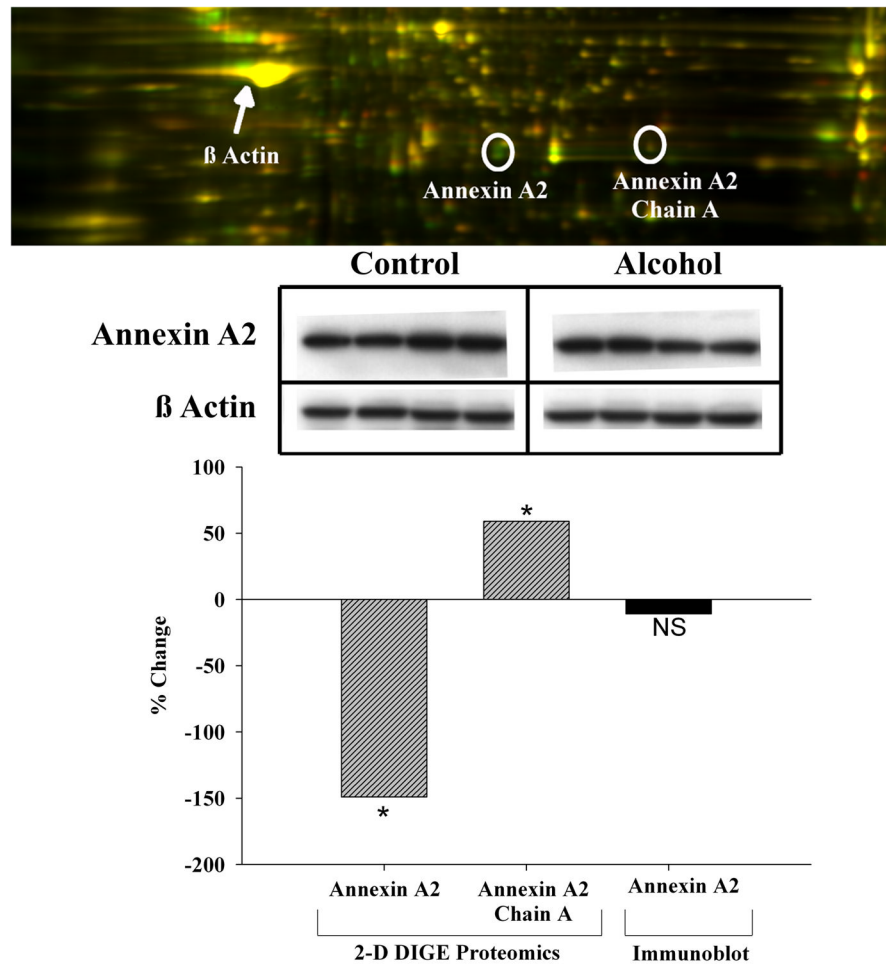 ß Actin
Annexin A2
Annexin A2
Chain A
Control
Alcohol
Annexin A2
ß Actin
100
50
0
-50
-100
-150
-200
% Change
*
*
NS
Annexin A2
Annexin A2
Chain A
Annexin A2
2-D DIGE Proteomics
Immunoblot